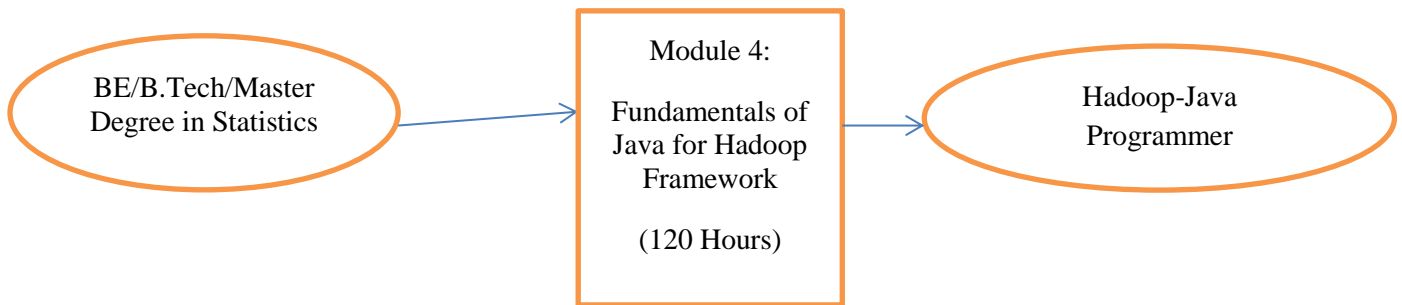 BE/B.Tech/Master
Degree in Statistics
Module 4:
Fundamentals of
Java for Hadoop
Framework
(120 Hours)
Hadoop-Java
Programmer